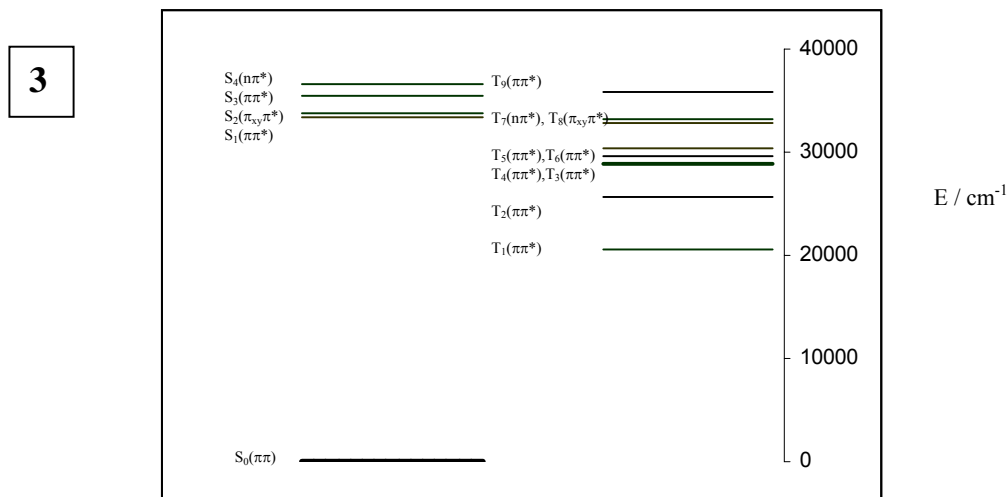 3
S₄(nπ*)
S₃(ππ*)
S₂(πxyπ*)
S₁(ππ*)
S₀(ππ)
T₉(ππ*)
T₇(nπ*), T₈(πxyπ*)
T₅(ππ*),T₆(ππ*)
T₄(ππ*),T₃(ππ*)
T₂(ππ*)
T₁(ππ*)
40000
30000
20000
10000
0
E / cm⁻¹